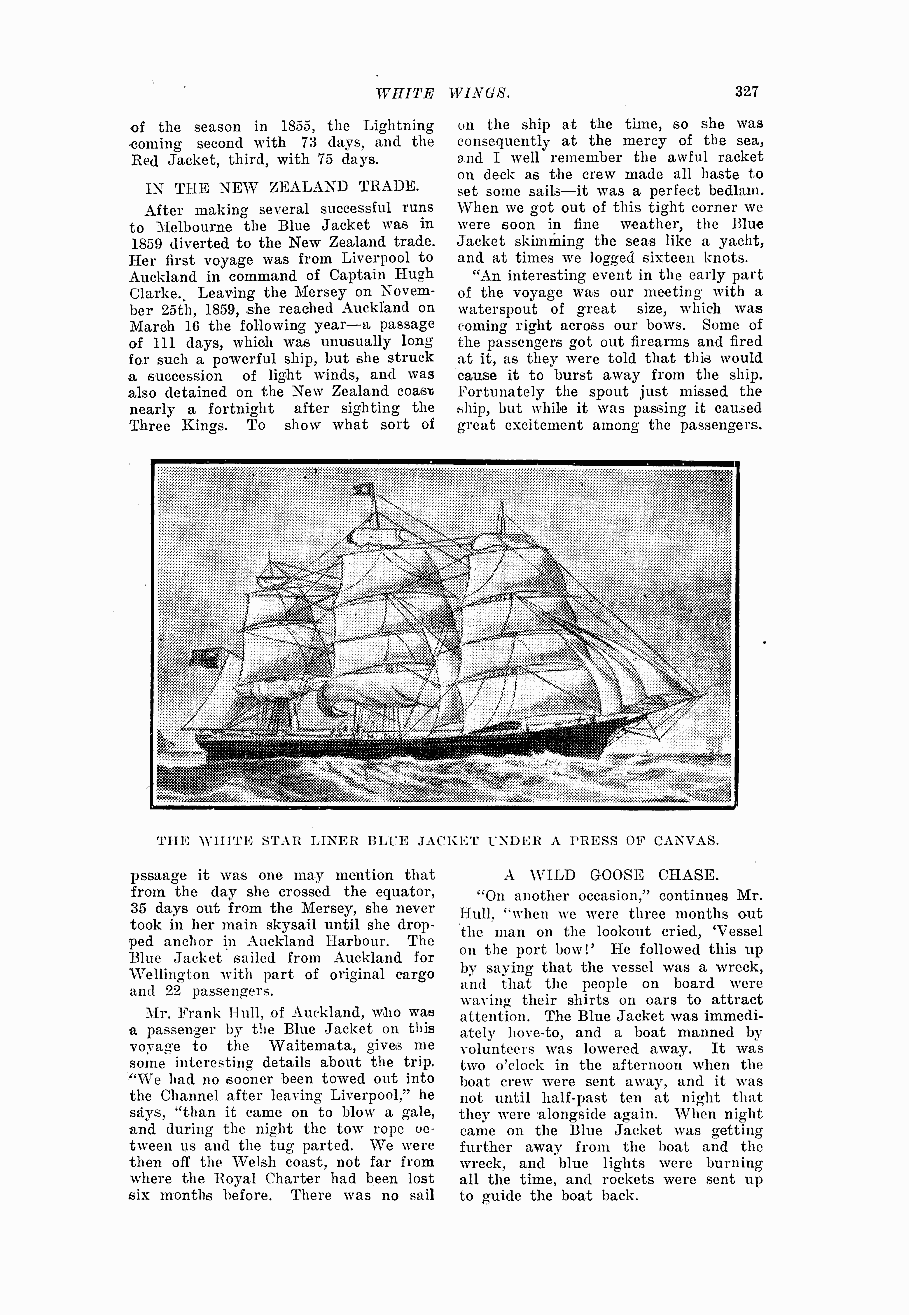 WHITE WINGS. 327
of the season in 1855, the Lightning
coming second with 73 days, and the
Red Jacket, third, with 75 days.
IN THE NEW ZEALAND TRADE.
After making several successful runs
to Melbourne the Blue Jacket was in
1859 diverted to the New Zealand trade.
Her first voyage was from Liverpool to
Auckland in command of Captain Hugh
Clarke. Leaving the Mersey on Novem-
ber 25th, 1859, she reached Auckland on
March 16 the following year—a passage
of 111 days, which was unusually long
for such a powerful ship, but she struck
a succession of light winds, and was
also detained on the New Zealand coast
nearly a fortnight after sighting the
Three Kings. To show what sort of
on the ship at the time, so she was
consequently at the mercy of the sea,
and I well remember the awful racket
on deck as the crew made all haste to
set some sails—it was a perfect bedlam.
When we got out of this tight corner we
were soon in fine weather, the Blue
Jacket skimming the seas like a yacht,
and at times we logged sixteen knots.
"An interesting event in the early part
of the voyage was our meeting with a
waterspout of great size, which was
coming right across our bows. Some of
the passengers got out firearms and fired
at it, as they were told that this would
cause it to burst away from the ship.
Fortunately the spout just missed the
ship, but while it was passing it caused
great excitement among the passengers.
THE WHITE STAR LINER BLUE JACKET UNDER A PRESS OF CANVAS.
pssaage it was one may mention that
from the day she crossed the equator,
35 days out from the Mersey, she never
took in her main skysail until she drop-
ped anchor in Auckland Harbour. The
Blue Jacket sailed from Auckland for
Wellington with part of original cargo
and 22 passengers.
Mr. Frank Hull, of Auckland, who was
a passenger by the Blue Jacket on this
voyage to the Waitemata, gives me
some interesting details about the trip.
"We had no sooner been towed out into
the Channel after leaving Liverpool," he
says, "than it came on to blow a gale,
and during the night the tow rope be-
tween us and the tug parted. We were
then off the Welsh coast, not far from
where the Royal Charter had been lost
six months before. There was no sail
A WILD GOOSE CHASE.
"On another occasion," continues Mr.
Hull, "when we were three months out
the man on the lookout cried, 'Vessel
on the port bow!' He followed this up
by saying that the vessel was a wreck,
and that the people on board were
waving their shirts on oars to attract
attention. The Blue Jacket was immedi-
ately hove-to, and a boat manned by
volunteers was lowered away. It was
two o'clock in the afternoon when the
boat crew were sent away, and it was
not until half-past ten at night that
they were alongside again. When night
came on the Blue Jacket was getting
further away from the boat and the
wreck, and blue lights were burning
all the time, and rockets were sent up
to guide the boat back.